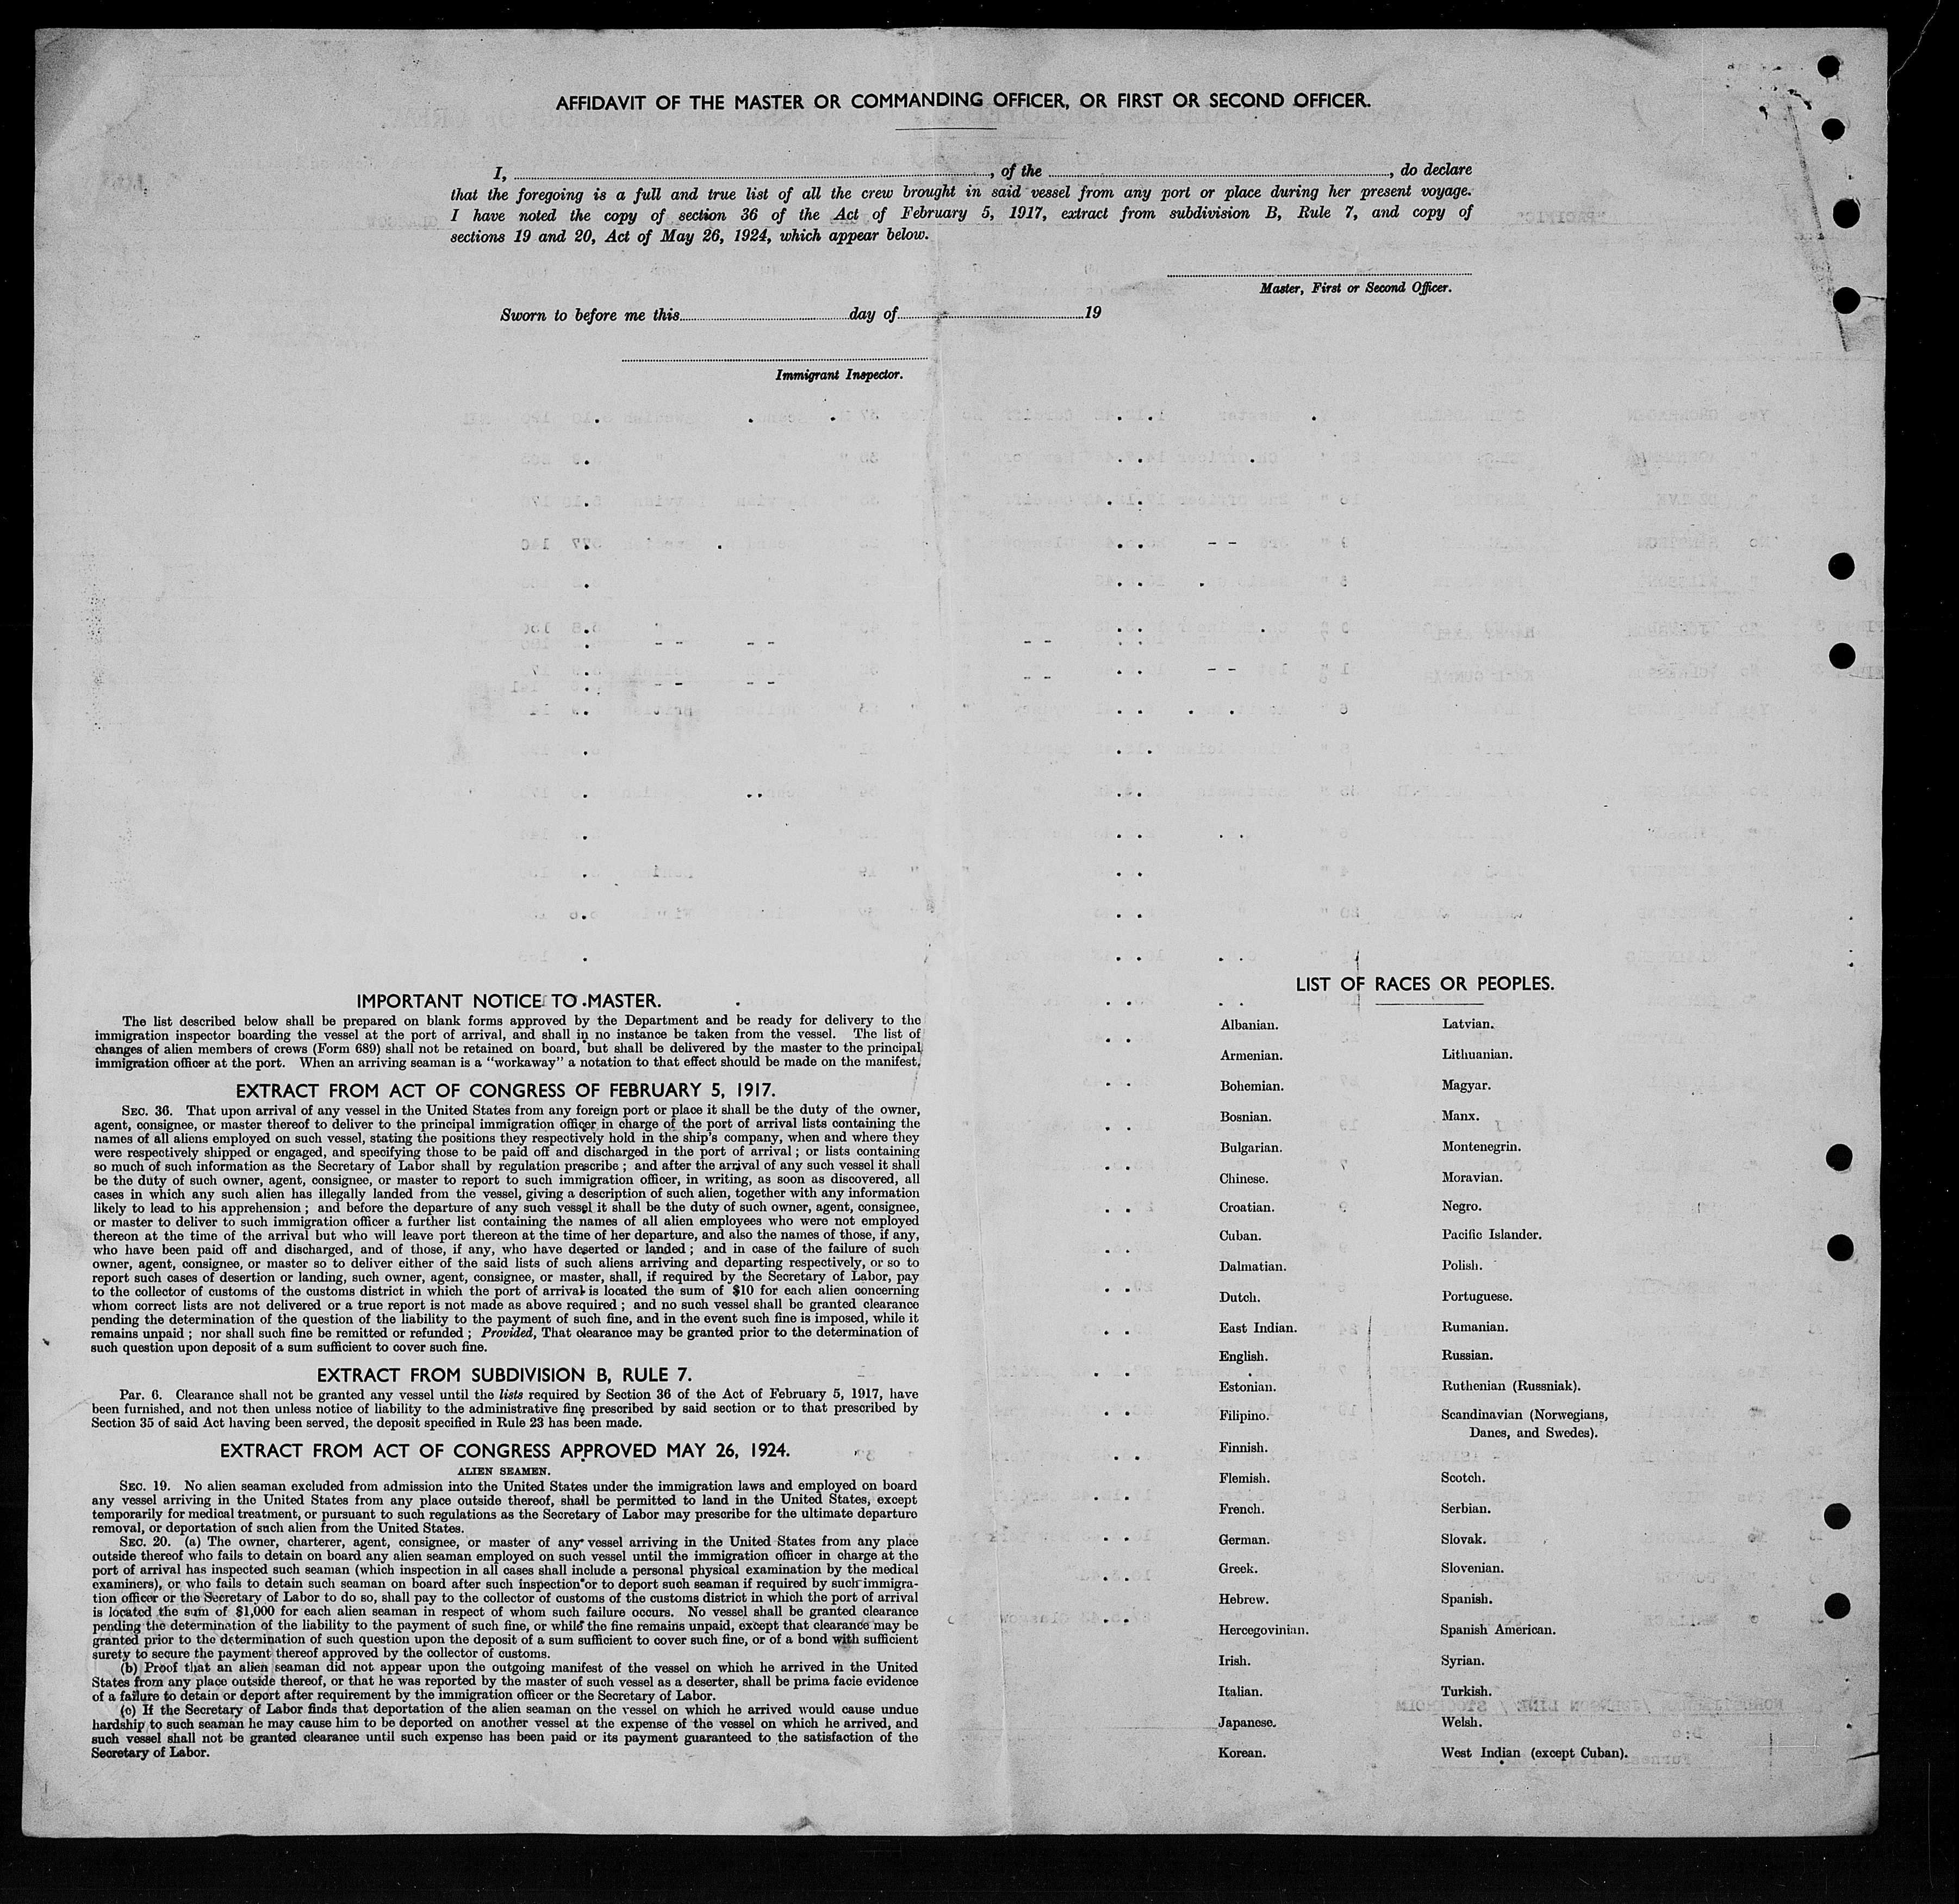 AFFIDAVIT OF THE MASTER OR COMMANDING OFFICER, OR FIRST OR SECOND OFFICER.
I, , of the , do declare
that the foregoing is a full and true list of all the crew brought in said vessel from any port or place during her present voyage.
I have noted the copy of section 36 of the Act of February 5, 1917, extract from subdivision B, Rule 7, and copy of
sections 19 and 20, Act of May 26, 1924, which appear below.
Master, First or Second Officer.
Sworn to before me this day of 19
Immigrant Inspector.
IMPORTANT NOTICE TO MASTER.
The list described below shall be prepared on blank forms approved by the Department and be ready for delivery to the
immigration inspector boarding the vessel at the port of arrival, and shall in no instance be taken from the vessel. The list of
changes of alien members of crews (Form 689) shall not be retained on board, but shall be delivered by the master to the principal
immigration officer at the port. When an arriving seaman is a "workaway" a notation to that effect should be made on the manifest.
EXTRACT FROM ACT OF CONGRESS OF FEBRUARY 5, 1917.
SEC. 36. That upon arrival of any vessel in the United States from any foreign port or place it shall be the duty of the owner,
agent, consignee, or master thereof to deliver to the principal immigration officer in charge of the port of arrival lists containing the
names of all aliens employed on such vessel, stating the positions they respectively hold in the ship's company, when and where they
were respectively shipped or engaged, and specifying those to be paid off and discharged in the port of arrival; or lists containing
so much of such information as the Secretary of Labor shall by regulation prescribe; and after the arrival of any such vessel it shall
be the duty of such owner, agent, consignee, or master to report to such immigration officer, in writing, as soon as discovered, all
cases in which any such alien has illegally landed from the vessel, giving a description of such alien, together with any information
likely to lead to his apprehension; and before the departure of any such vessel it shall be the duty of such owner, agent, consignee,
or master to deliver to such immigration officer a further list containing the names of all alien employees who were not employed
thereon at the time of the arrival but who will leave port thereon at the time of her departure, and also the names of those, if any,
who have been paid off and discharged, and of those, if any, who have deserted or landed; and in case of the failure of such
owner, agent, consignee, or master so to deliver either of the said lists of such aliens arriving and departing respectively, or so to
report such cases of desertion or landing, such owner, agent, consignee, or master, shall, if required by the Secretary of Labor, pay
to the collector of customs of the customs district in which the port of arrival is located the sum of $10 for each alien concerning
whom correct lists are not delivered or a true report is not made as above required; and no such vessel shall be granted clearance
pending the determination of the question of the liability to the payment of such fine, and in the event such fine is imposed, while it
remains unpaid; nor shall such fine be remitted or refunded; Provided, That clearance may be granted prior to the determination of
such question upon deposit of a sum sufficient to cover such fine.
EXTRACT FROM SUBDIVISION B, RULE 7.
Par. 6. Clearance shall not be granted any vessel until the lists required by Section 36 of the Act of February 5, 1917, have
been furnished, and not then unless notice of liability to the administrative fine prescribed by said section or to that prescribed by
Section 35 of said Act having been served, the deposit specified in Rule 23 has been made.
EXTRACT FROM ACT OF CONGRESS APPROVED MAY 26, 1924.
ALIEN SEAMEN.
SEC. 19. No alien seaman excluded from admission into the United States under the immigration laws and employed on board
any vessel arriving in the United States from any place outside thereof, shall be permitted to land in the United States, except
temporarily for medical treatment, or pursuant to such regulations as the Secretary of Labor may prescribe for the ultimate departure
removal, or deportation of such alien from the United States.
SEC. 20. (a) The owner, charterer, agent, consignee, or master of any vessel arriving in the United States from any place
outside thereof who fails to detain on board any alien seaman employed on such vessel until the immigration officer in charge at the
port of arrival has inspected such seaman (which inspection in all cases shall include a personal physical examination by the medical
examiners), or who fails to detain such seaman on board after such inspection or to deport such seaman if required by such immigra-
tion officer or the Secretary of Labor to do so, shall pay to the collector of customs of the customs district in which the port of arrival
is located the sum of $1,000 for each alien seaman in respect of whom such failure occurs. No vessel shall be granted clearance
pending the determination of the liability to the payment of such fine, or while the fine remains unpaid, except that clearance may be
granted prior to the determination of such question upon the deposit of a sum sufficient to cover such fine, or of a bond with sufficient
surety to secure the payment thereof approved by the collector of customs.
(b) Proof that an alien seaman did not appear upon the outgoing manifest of the vessel on which he arrived in the United
States from any place outside thereof, or that he was reported by the master of such vessel as a deserter, shall be prima facie evidence
of a failure to detain or deport after requirement by the immigration officer or the Secretary of Labor.
(c) If the Secretary of Labor finds that deportation of the alien seaman on the vessel on which he arrived would cause undue
hardship to such seaman he may cause him to be deported on another vessel at the expense of the vessel on which he arrived, and
such vessel shall not be granted clearance until such expense has been paid or its payment guaranteed to the satisfaction of the
Secretary of Labor.
LIST OF RACES OR PEOPLES.
Albanian.
Armenian.
Bohemian.
Bosnian.
Bulgarian.
Chinese.
Croatian.
Cuban.
Dalmatian.
Dutch.
East Indian.
English.
Estonian.
Filipino.
Finnish.
Flemish.
French.
German.
Greek.
Hebrew.
Hercegovinian.
Irish.
Italian.
Japanese.
Korean.
Latvian.
Lithuanian.
Magyar.
Manx.
Montenegrin.
Moravian.
Negro.
Pacific Islander.
Polish.
Portuguese.
Rumanian.
Russian.
Ruthenian (Russniak).
Scandinavian (Norwegians,
Danes, and Swedes).
Scotch.
Serbian.
Slovak.
Slovenian.
Spanish.
Spanish American.
Syrian.
Turkish.
Welsh.
West Indian (except Cuban).